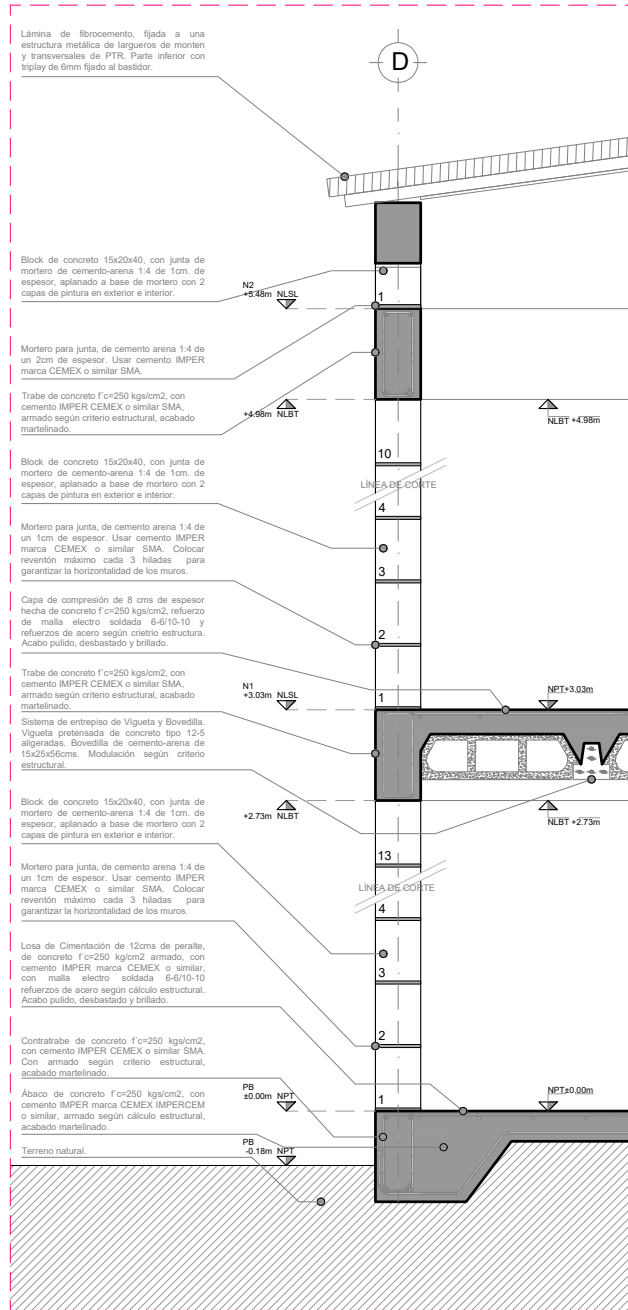 Lámina de fibrocemento, fijada a una
estructura metálica de largueros de monten
y transversales de PTR. Parte inferior con
triplay de 6mm fijado al bastidor.
D
Block de concreto 15x20x40, con junta de
mortero de cemento-arena 1:4 de 1cm. de
espesor, aplanado a base de mortero con 2
capas de pintura en exterior e interior.
N2
+5.48m NLSL
1
Mortero para junta, de cemento arena 1:4 de
un 2cm de espesor. Usar cemento IMPER
marca CEMEX o similar SMA.
Trabe de concreto f´c=250 kgs/cm2, con
cemento IMPER CEMEX o similar SMA,
armado según criterio estructural, acabado
martelinado.
+4.98m NLBT
NLBT +4.98m
10
Block de concreto 15x20x40, con junta de
mortero de cemento-arena 1:4 de 1cm. de
espesor, aplanado a base de mortero con 2
capas de pintura en exterior e interior.
LÍNEA DE CORTE
4
Mortero para junta, de cemento arena 1:4 de
un 1cm de espesor. Usar cemento IMPER
marca CEMEX o similar SMA. Colocar
reventón máximo cada 3 hiladas para
garantizar la horizontalidad de los muros.
3
Capa de compresión de 8 cms de espesor
hecha de concreto f´c=250 kgs/cm2, refuerzo
de malla electro soldada 6-6/10-10 y
refuerzos de acero según crietrio estructura.
Acabo pulido, desbastado y brillado.
2
Trabe de concreto f´c=250 kgs/cm2, con
cemento IMPER CEMEX o similar SMA,
armado según criterio estructural, acabado
martelinado.
N1
+3.03m NLSL
1
NPT+3.03m
Sistema de entrepiso de Vigueta y Bovedilla.
Vigueta pretensada de concreto tipo 12-5
aligeradas. Bovedilla de cemento-arena de
15x25x56cms. Modulación según criterio
estructural.
Block de concreto 15x20x40, con junta de
mortero de cemento-arena 1:4 de 1cm. de
espesor, aplanado a base de mortero con 2
capas de pintura en exterior e interior.
+2.73m NLBT
NLBT +2.73m
13
Mortero para junta, de cemento arena 1:4 de
un 1cm de espesor. Usar cemento IMPER
marca CEMEX o similar SMA. Colocar
reventón máximo cada 3 hiladas para
garantizar la horizontalidad de los muros.
LÍNEA DE CORTE
4
Losa de Cimentación de 12cms de peralte,
de concreto f´c=250 kg/cm2 armado, con
cemento IMPER marca CEMEX o similar,
con malla electro soldada 6-6/10-10
refuerzos de acero según cálculo estructural.
Acabo pulido, desbastado y brillado.
3
Contratrabe de concreto f´c=250 kgs/cm2,
con cemento IMPER CEMEX o similar SMA.
Con armado según criterio estructural,
acabado martelinado.
2
PB
±0.00m NPT
1
NPT±0.00m
Ábaco de concreto f´c=250 kgs/cm2, con
cemento IMPER marca CEMEX IMPERCEM
o similar, armado según cálculo estructural,
acabado martelinado.
Terreno natural.
PB
-0.18m NPT